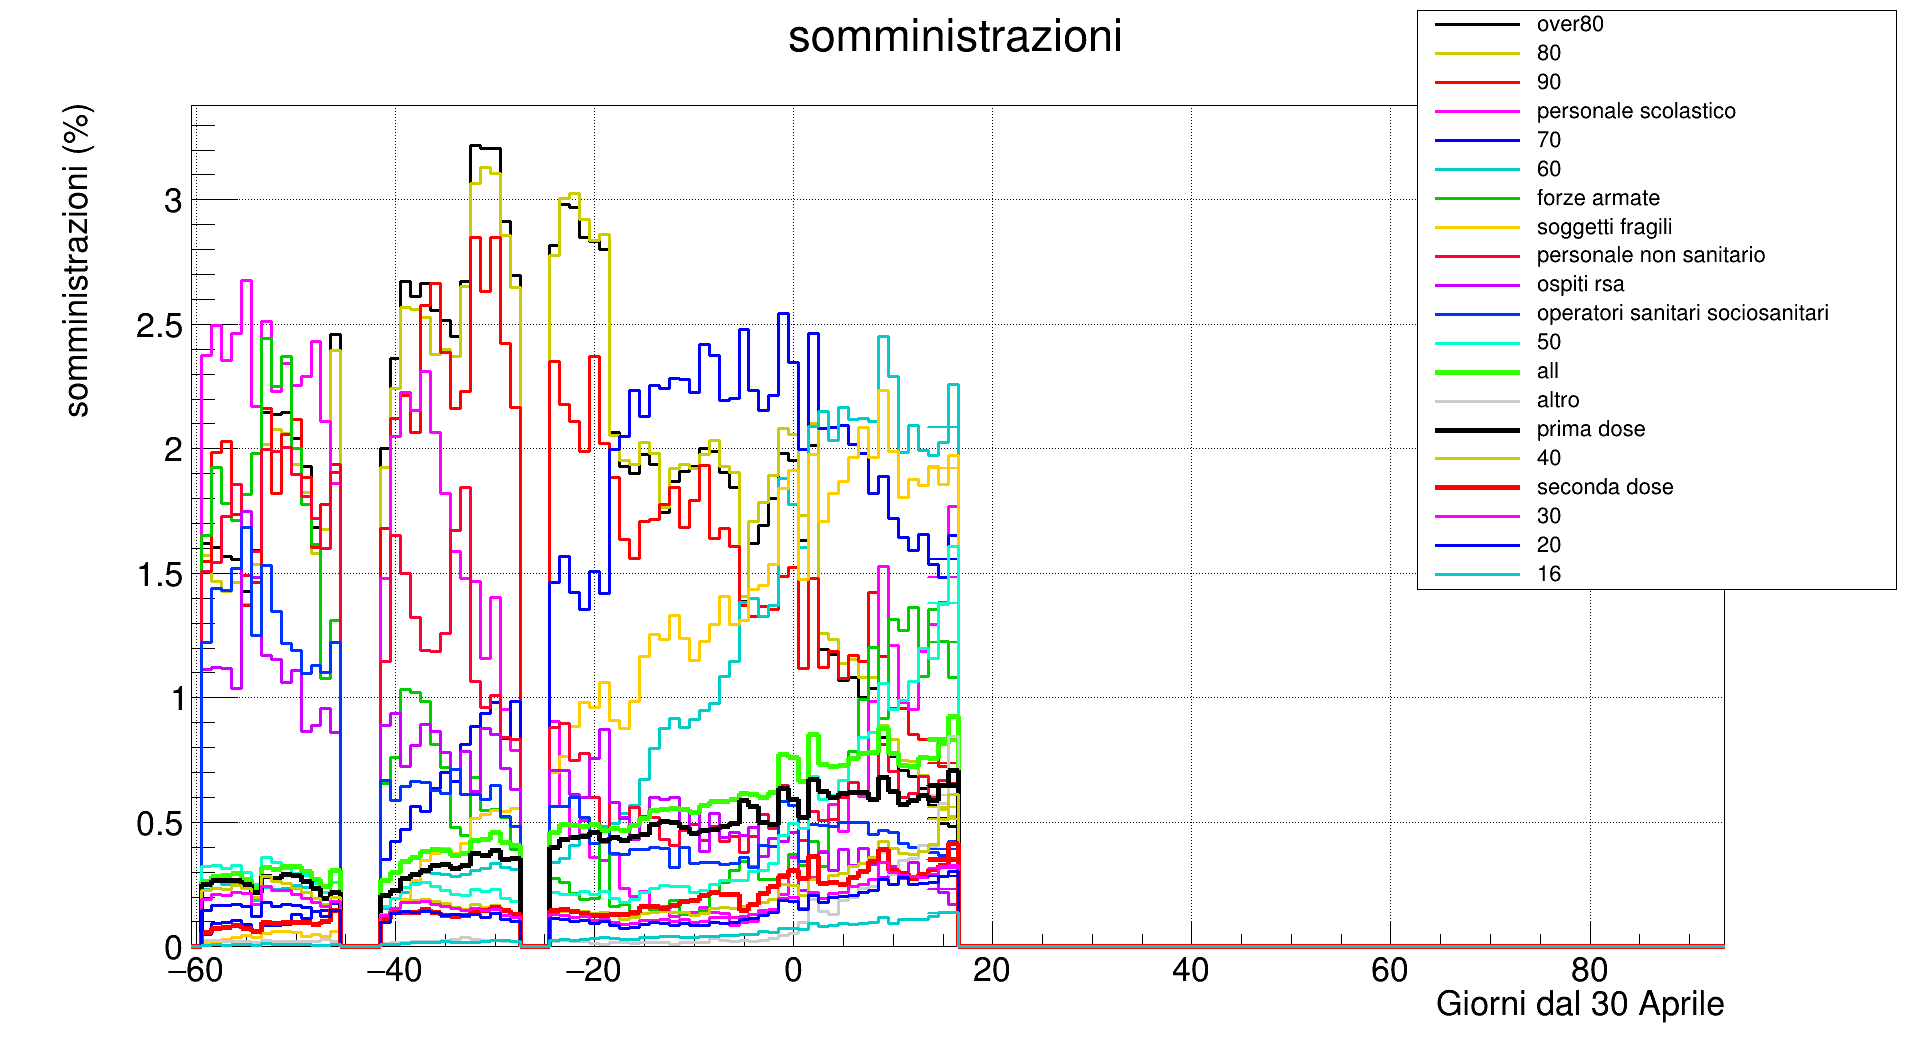 somministrazioni
over80
80
90
personale scolastico
70
60
forze armate
soggetti fragili
personale non sanitario
ospiti rsa
operatori sanitari sociosanitari
50
all
altro
prima dose
40
seconda dose
30
20
16
somministrazioni (%)
3
2.5
2
1.5
1
0.5
0
−60 −40 −20 0 20 40 60 80
Giorni dal 30 Aprile